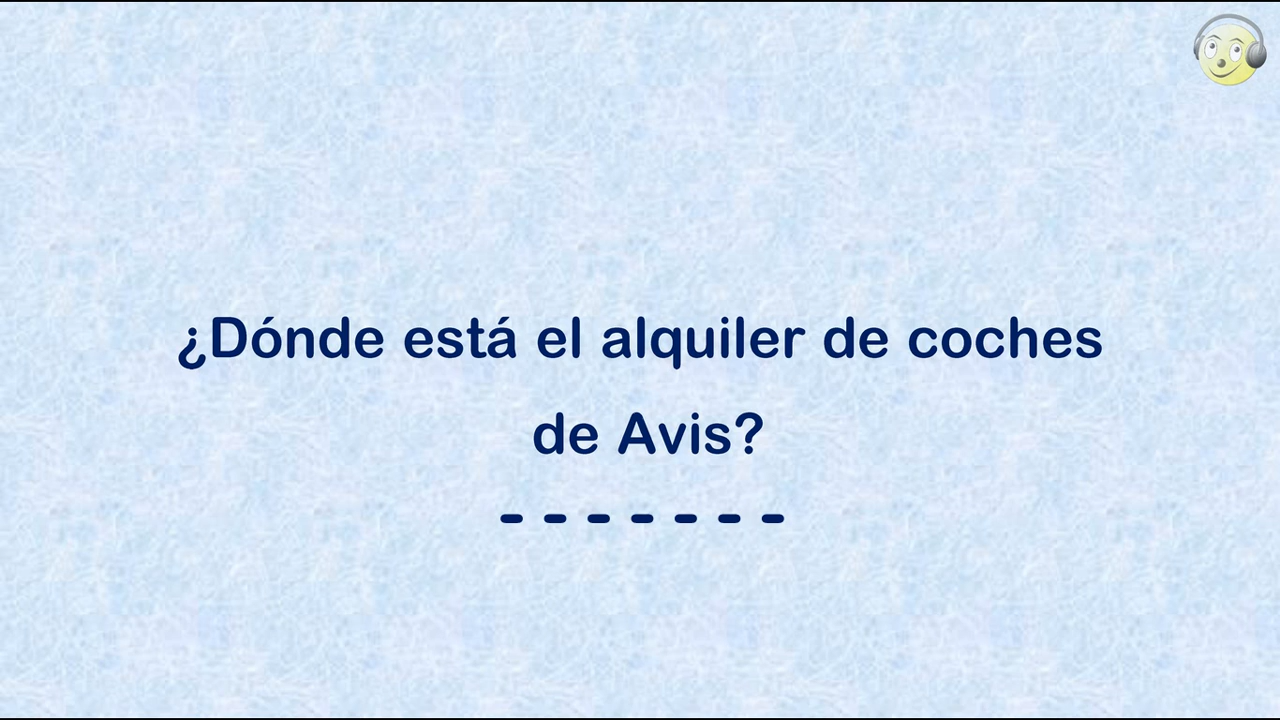 ¿Dónde está el alquiler de coches
de Avis?
- - - - - - -